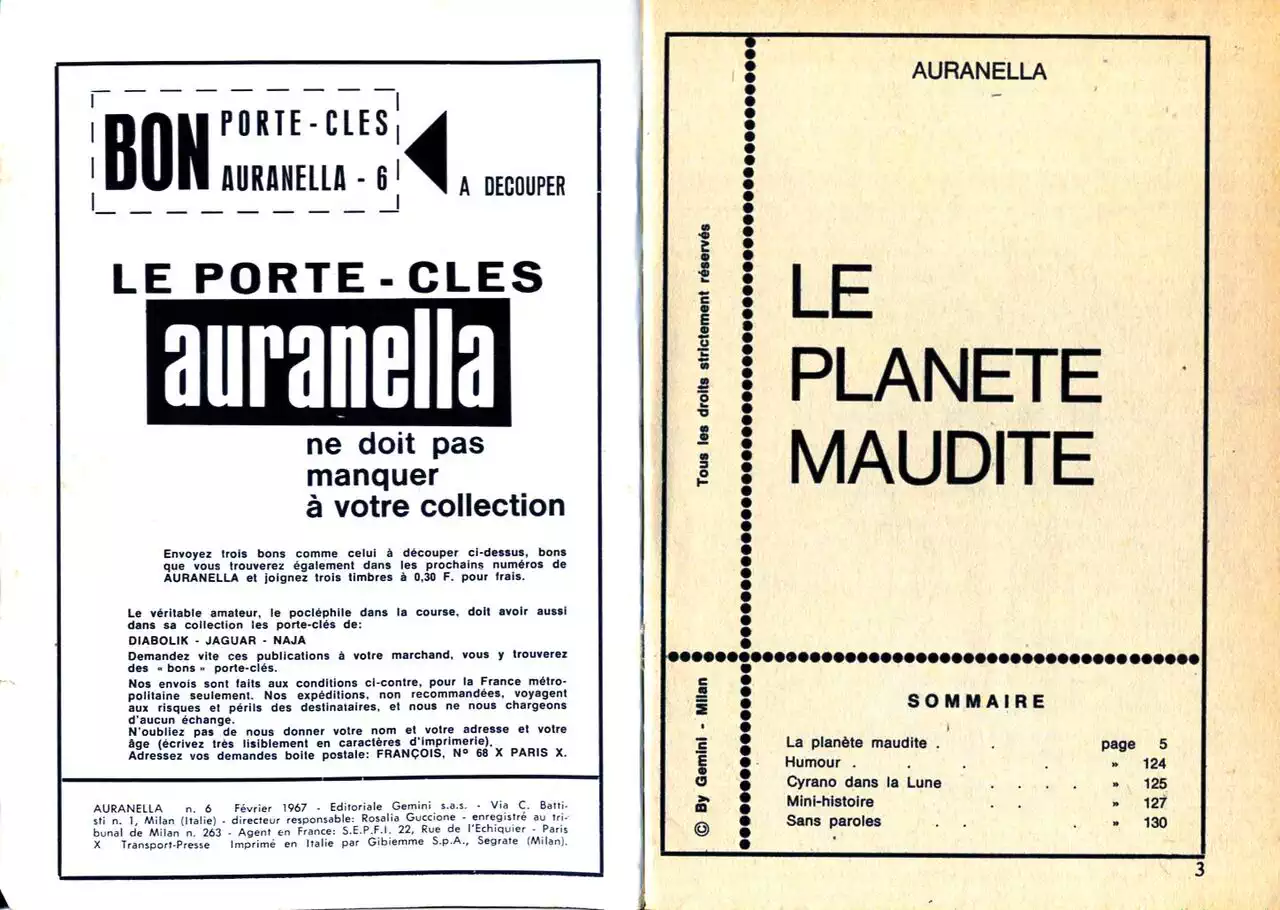 BON PORTE-CLES
AURANELLA - 6
A DECOUPER
LE PORTE-CLES
auranella
ne doit pas
manquer
à votre collection
Envoyez trois bons comme celui à découper ci-dessus, bons
que vous trouverez également dans les prochains numéros de
AURANELLA et joignez trois timbres à 0,30 F. pour frais.
Le véritable amateur, le pocléphile dans la course, doit avoir aussi
dans sa collection les porte-clés de:
DIABOLIK - JAGUAR - NAJA
Demandez vite ces publications à votre marchand, vous y trouverez
des « bons » porte-clés.
Nos envois sont faits aux conditions ci-contre, pour la France métro-
politaine seulement. Nos expéditions, non recommandées, voyagent
aux risques et périls des destinataires, et nous ne nous chargeons
d'aucun échange.
N'oubliez pas de nous donner votre nom et votre adresse et votre
âge (écrivez très lisiblement en caractères d'imprimerie).
Adressez vos demandes boite postale: FRANÇOIS, N° 68 X PARIS X.
AURANELLA n. 6 Février 1967 - Editoriale Gemini s.a.s. - Via C. Batti-
sti n. 1, Milan (Italie) - directeur responsable: Rosalia Guccione - enregistré au tri-
bunal de Milan n. 263 - Agent en France: S.E.P.F.I. 22, Rue de l'Echiquier - Paris
X Transport-Presse Imprimé en Italie par Gibiemme S.p.A., Segrate (Milan).
AURANELLA
Tous les droits strictement réservés
LE
PLANETE
MAUDITE
© By Gemini - Milan
SOMMAIRE
La planète maudite . . page 5
Humour . . . . . » 124
Cyrano dans la Lune . . . . » 125
Mini-histoire . . » 127
Sans paroles . . . » 130
3